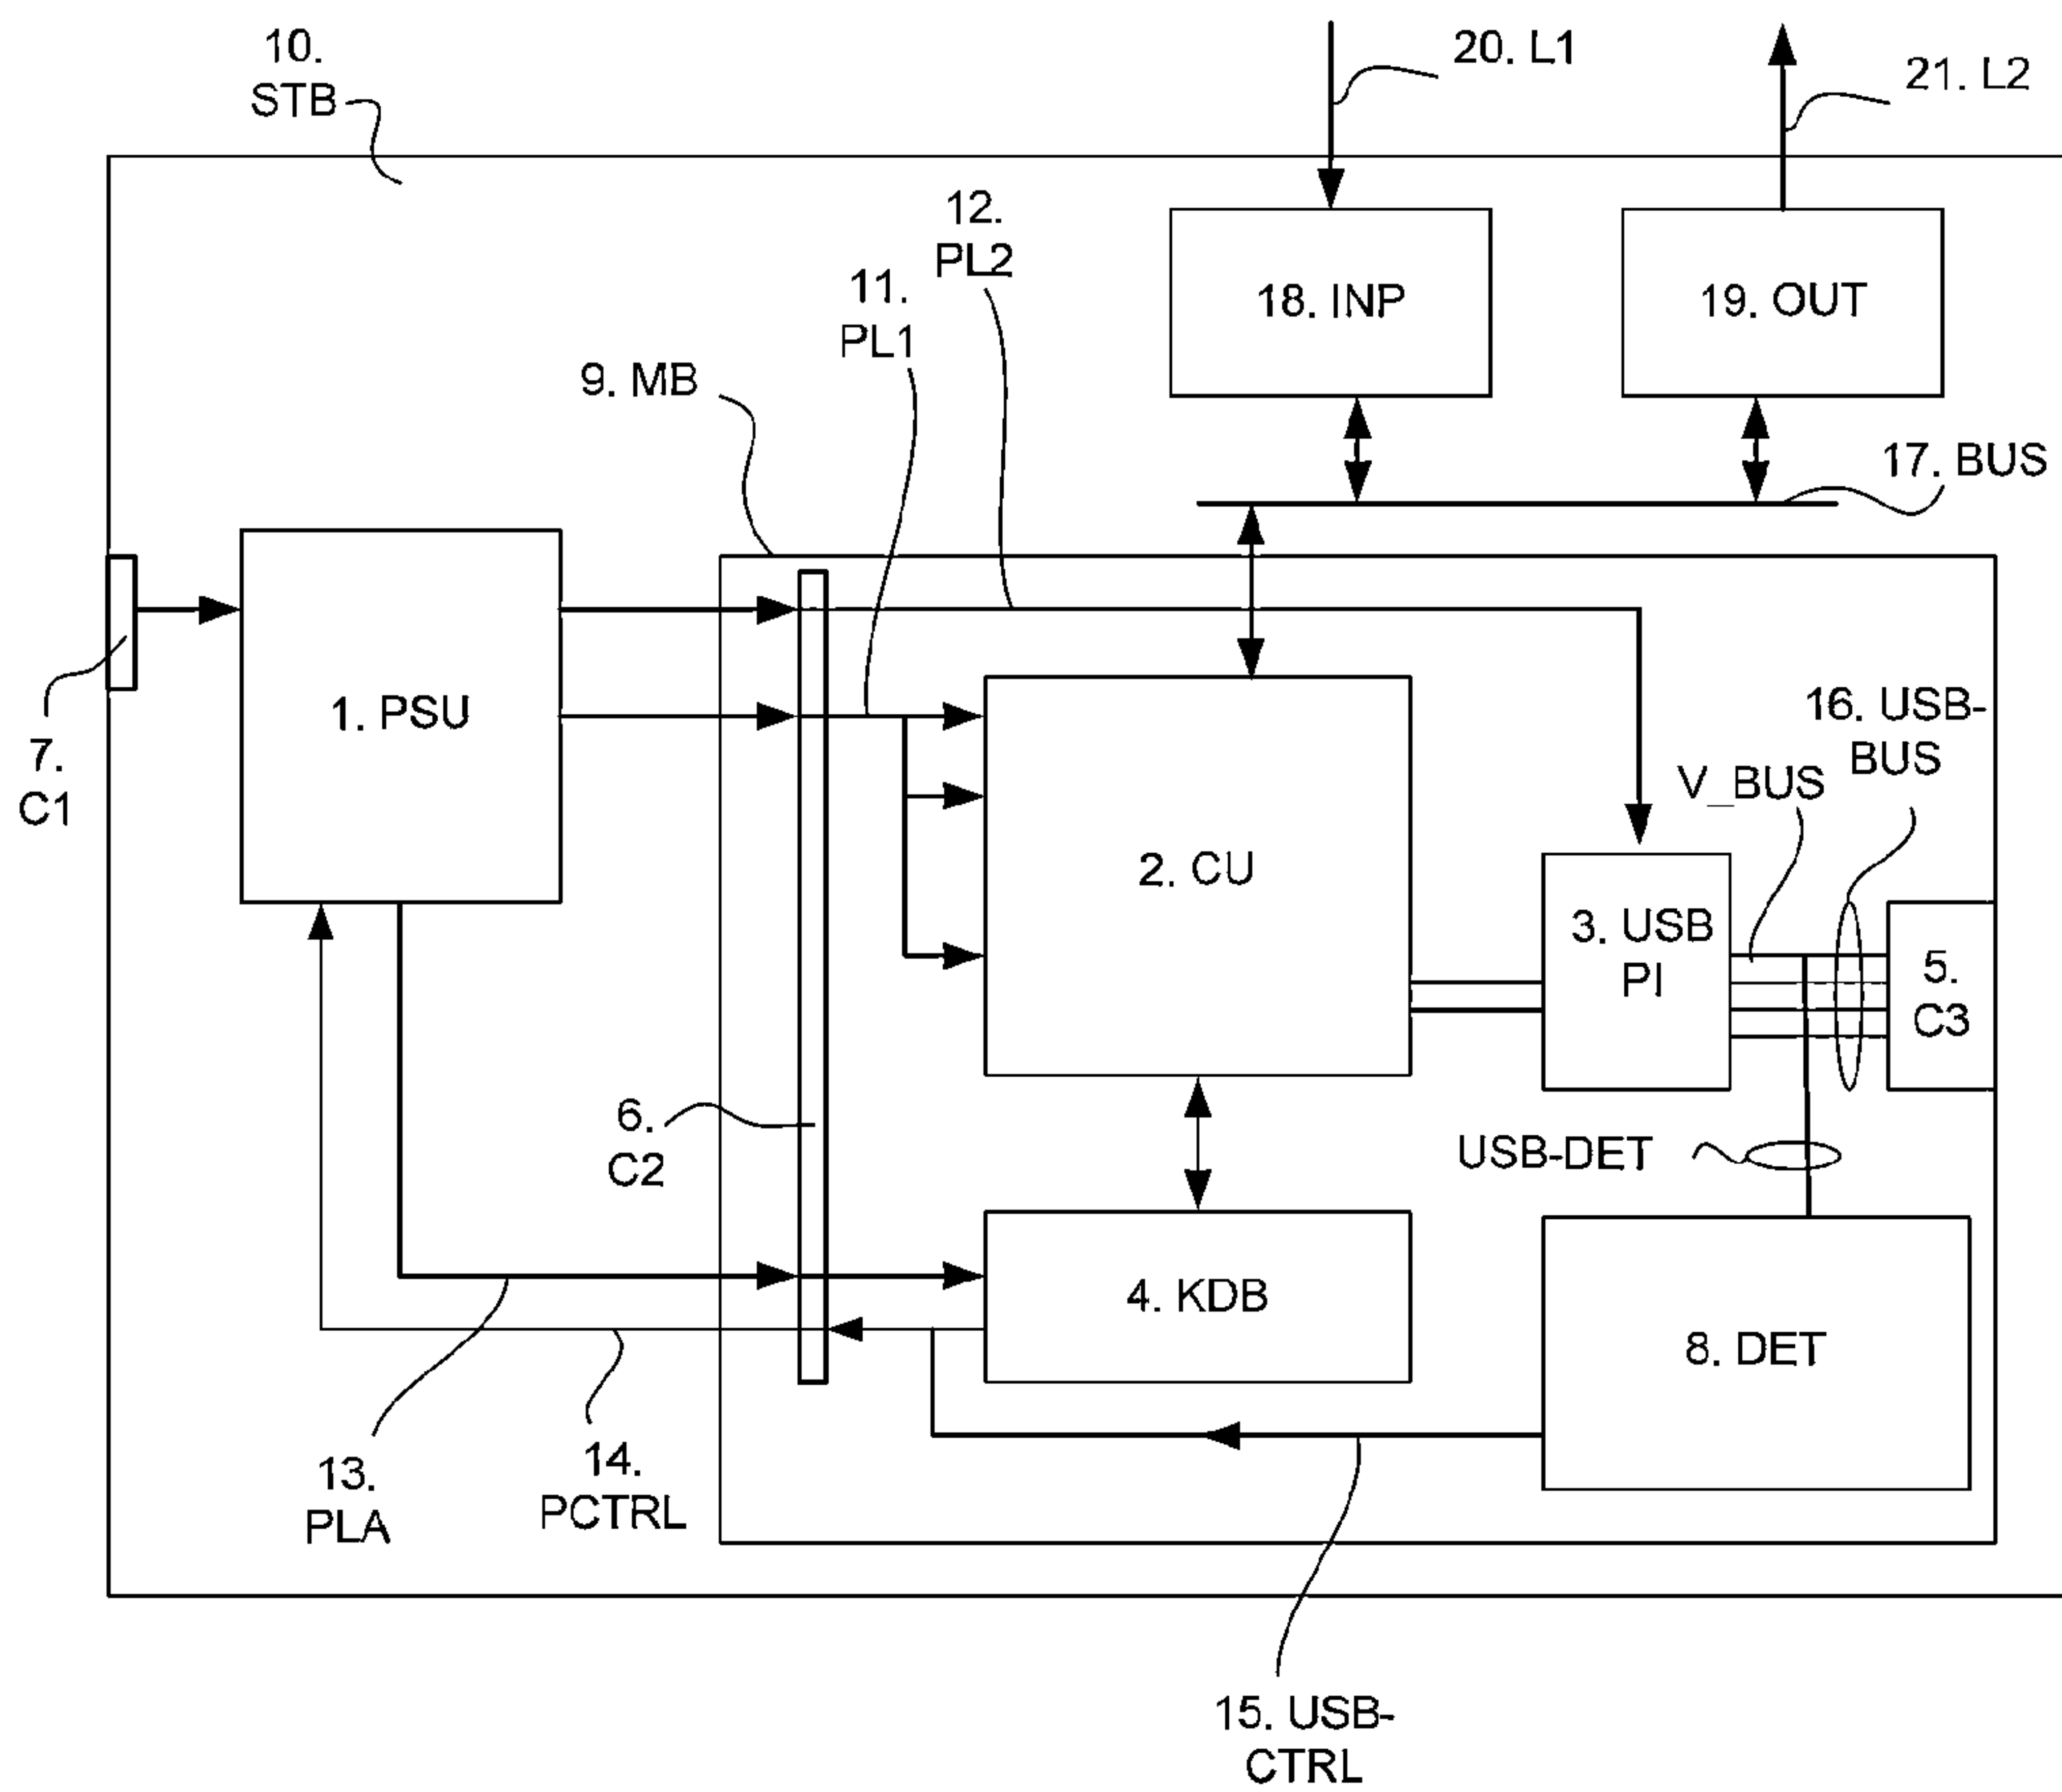 10.
STB
20. L1
21. L2
12.
PL2
11.
PL1
18. INP
19. OUT
9. MB
17. BUS
1. PSU
16. USB-
BUS
7.
C1
V_BUS
2. CU
3. USB
PI
5.
C3
6.
C2
USB-DET
4. KDB
8. DET
13.
PLA
14.
PCTRL
15. USB-
CTRL